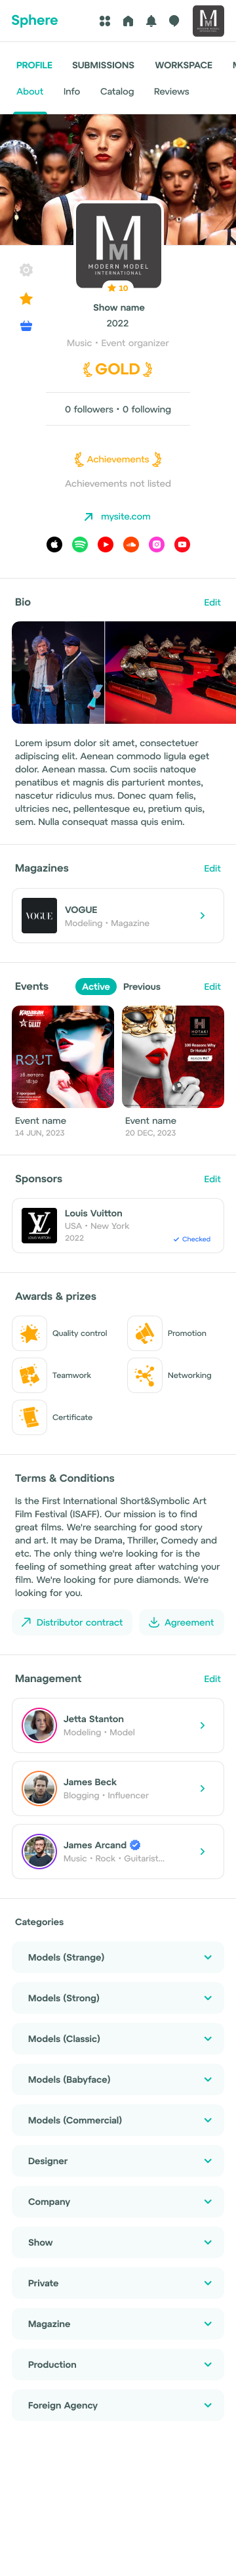 Sphere
M
MODERN MODEL
INTERNATIONAL
PROFILE SUBMISSIONS WORKSPACE
About Info Catalog Reviews
M
MODERN MODEL
INTERNATIONAL
10
Show name
2022
Music • Event organizer
GOLD
0 followers • 0 following
Achievements
Achievements not listed
mysite.com
Bio Edit
Lorem ipsum dolor sit amet, consectetuer
adipiscing elit. Aenean commodo ligula eget
dolor. Aenean massa. Cum sociis natoque
penatibus et magnis dis parturient montes,
nascetur ridiculus mus. Donec quam felis,
ultricies nec, pellentesque eu, pretium quis,
sem. Nulla consequat massa quis enim.
Magazines Edit
VOGUE
VOGUE
Modeling • Magazine
Events Active Previous Edit
ROUT
HOTAKI
100 Reasons Why
Dr Hotaki ?
Event name
14 JUN, 2023
Event name
20 DEC, 2023
Sponsors Edit
LOUIS VUITTON
Louis Vuitton
USA • New York
2022
Checked
Awards & prizes
Quality control
Promotion
Teamwork
Networking
Certificate
Terms & Conditions
Is the First International Short&Symbolic Art
Film Festival (ISAFF). Our mission is to find
great films. We're searching for good story
and art. It may be Drama, Thriller, Comedy and
etc. The only thing we're looking for is the
feeling of something great after watching your
film. We're looking for pure diamonds. We're
looking for you.
Distributor contract
Agreement
Management Edit
Jetta Stanton
Modeling • Model
James Beck
Blogging • Influencer
James Arcand
Music • Rock • Guitarist...
Categories
Models (Strange)
Models (Strong)
Models (Classic)
Models (Babyface)
Models (Commercial)
Designer
Company
Show
Private
Magazine
Production
Foreign Agency